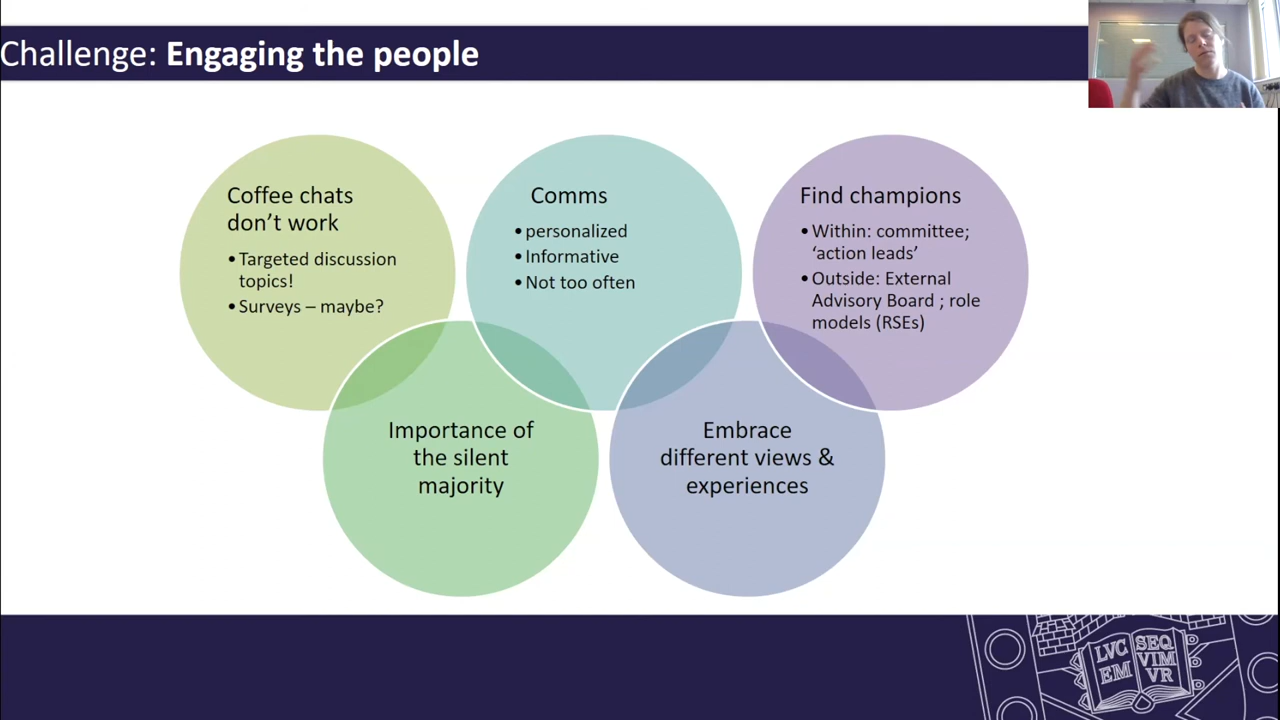 Challenge: Engaging the people
Coffee chats
don’t work
•Targeted discussion
topics!
•Surveys – maybe?
Comms
•personalized
•Informative
•Not too often
Find champions
•Within: committee;
‘action leads’
•Outside: External
Advisory Board ; role
models (RSEs)
Importance of
the silent
majority
Embrace
different views &
experiences
LVC
EM
SEQ
VIM
VR